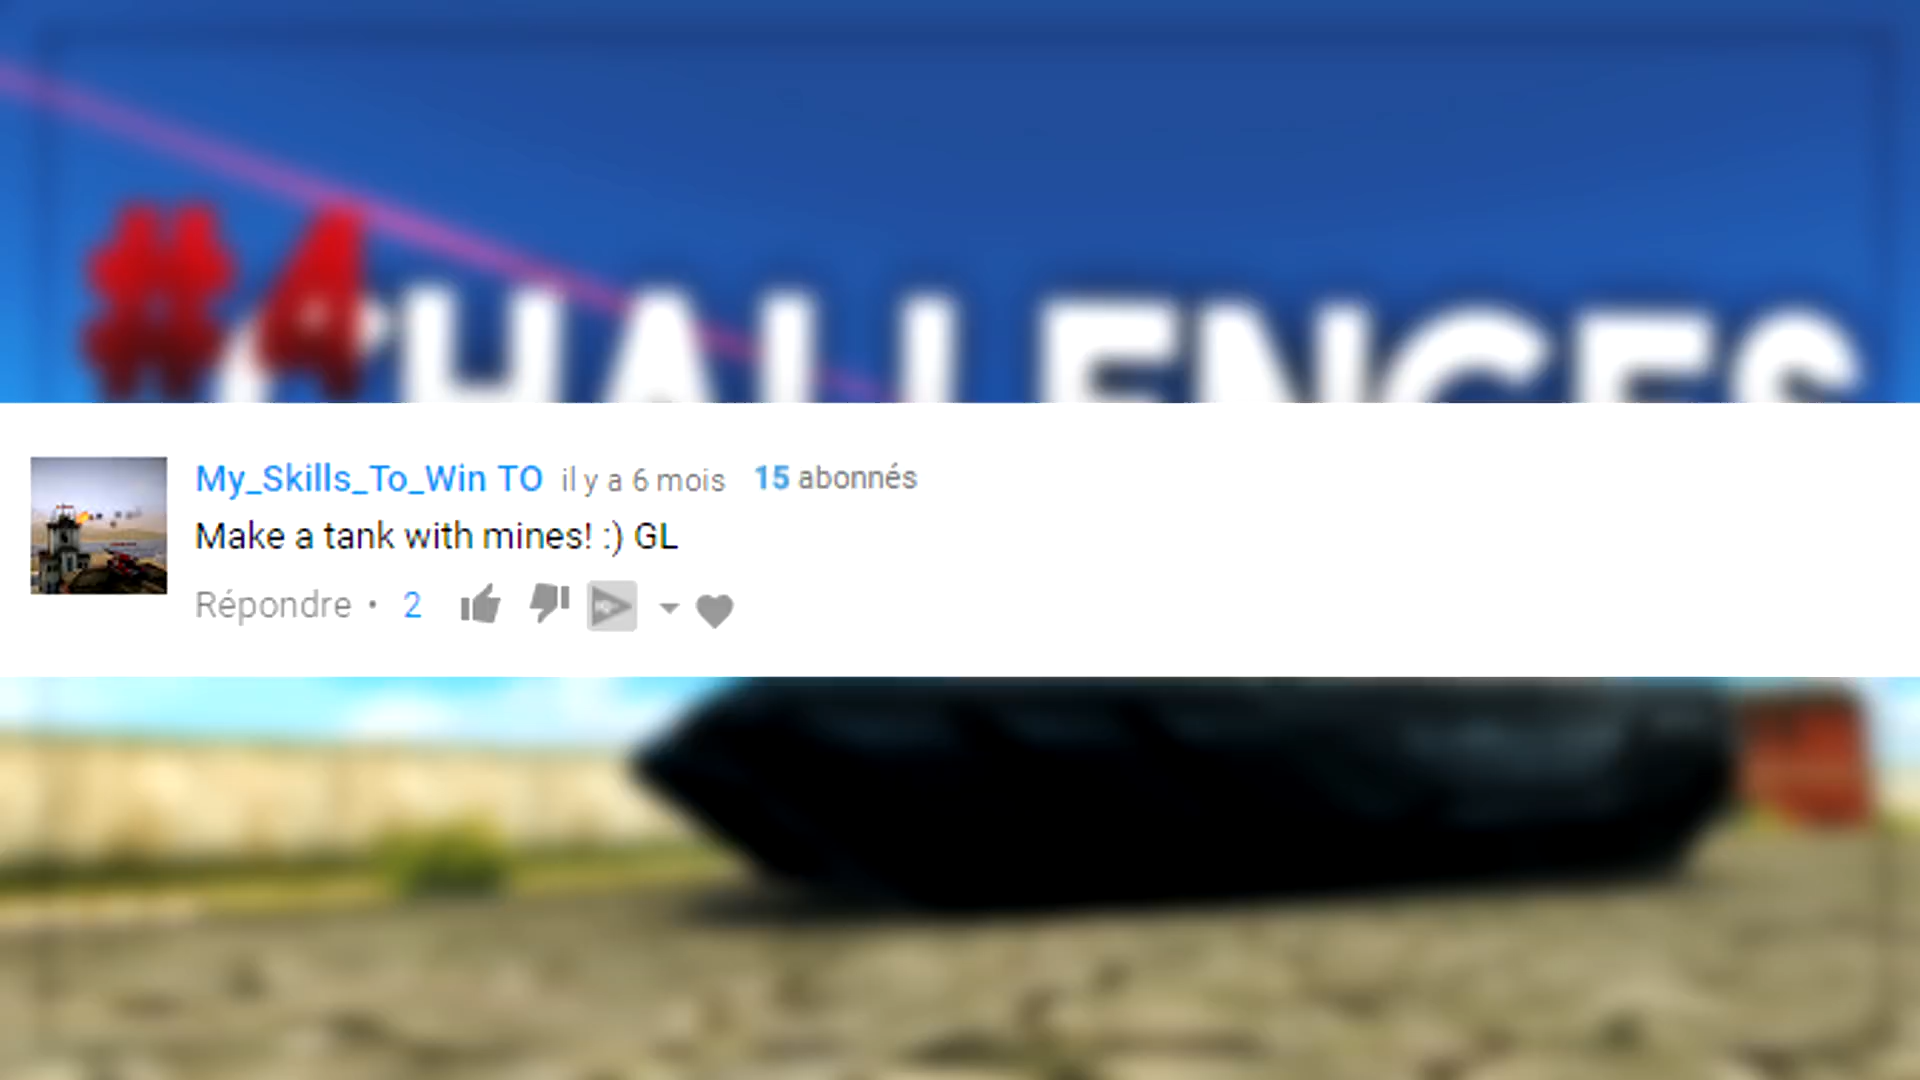 #4
CHALLENGES
My_Skills_To_Win TO il y a 6 mois 15 abonnés
Make a tank with mines! :) GL
Répondre • 2